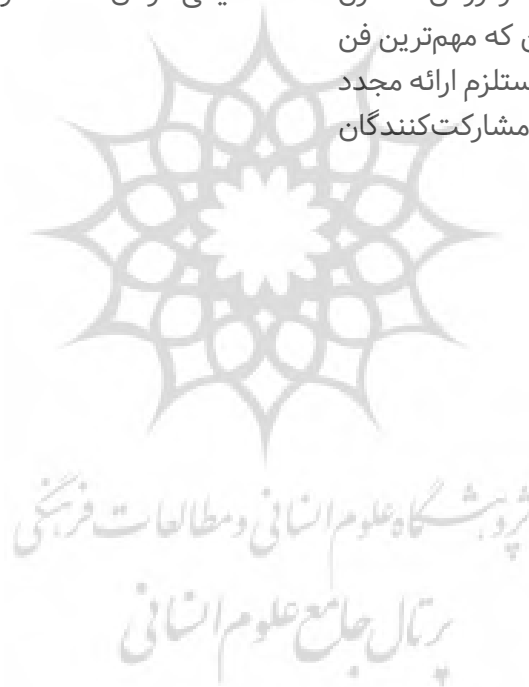 ن که مهم‌ترین فن
ستلزم ارائه مجدد
مشارکت‌کنندگان
پژوهشگاه علوم انسانی و مطالعات فرهنگی
پرتال جامع علوم انسانی